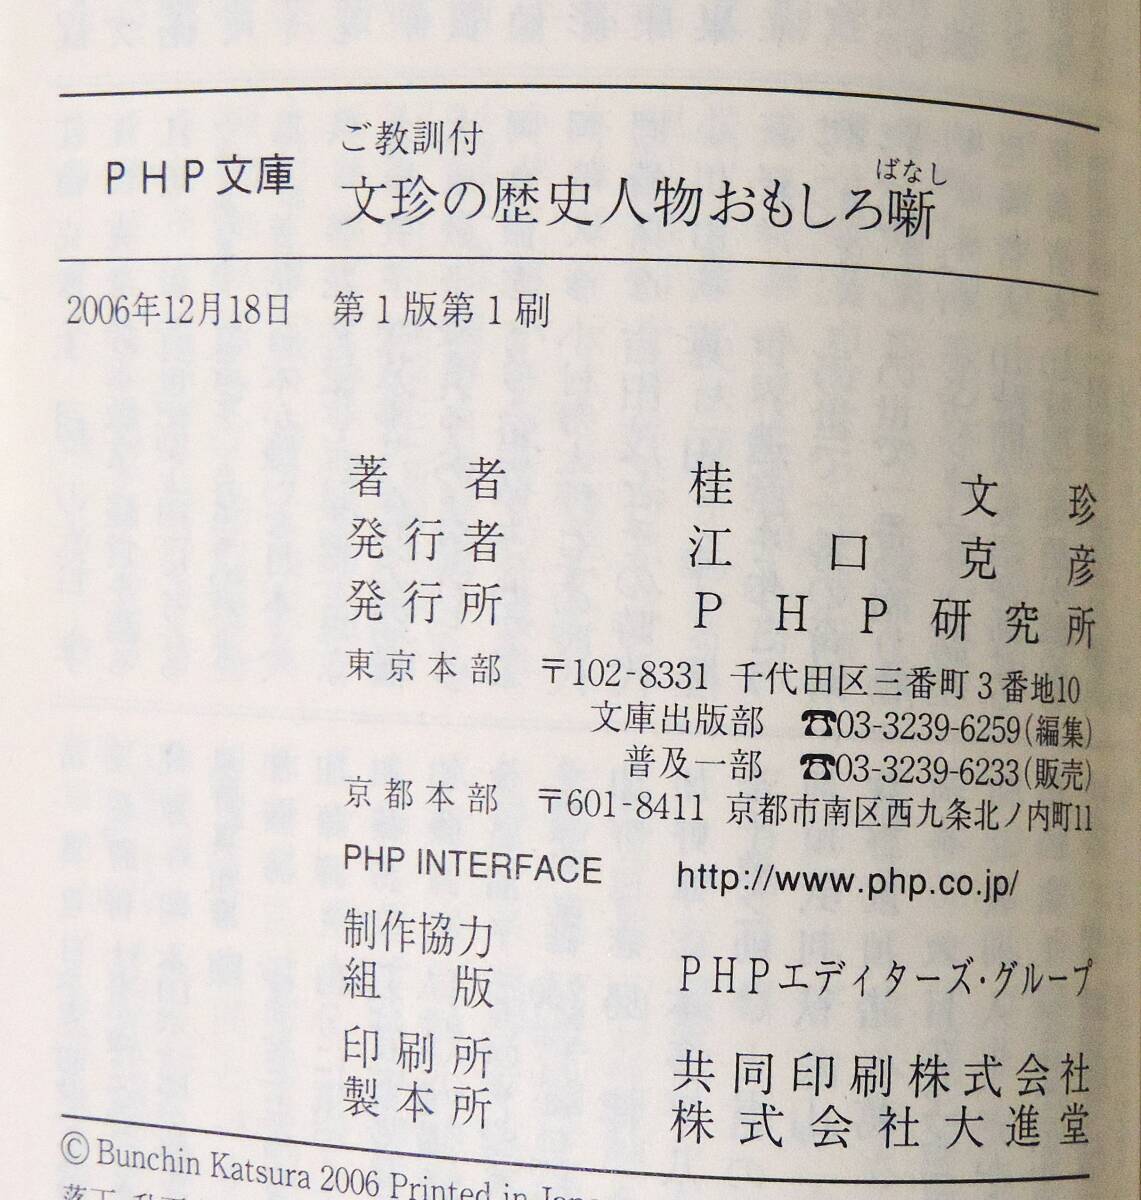 PHP文庫
ご教訓付
文珍の歴史人物おもしろ噺
ばなし
2006年12月18日　第1版第1刷
著者　桂文珍
発行者　江口克彦
発行所　PHP研究所
東京本部　〒102-8331　千代田区三番町3番地10
文庫出版部　☎03-3239-6259(編集)
普及一部　☎03-3239-6233(販売)
京都本部　〒601-8411　京都市南区西九条北ノ内町11
PHP INTERFACE　http://www.php.co.jp/
制作協力
組版　PHPエディターズ・グループ
印刷所　共同印刷株式会社
製本所　株式会社大進堂
© Bunchin Katsura 2006 Printed in Japan